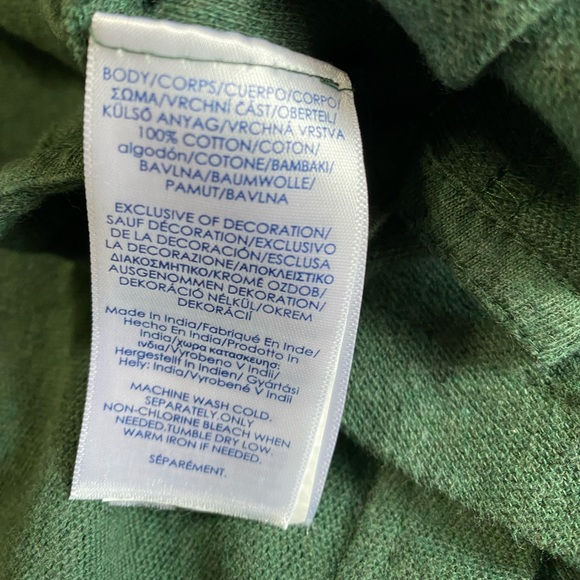 BODY/CORPS/CUERPO/CORPO/
ΣΩΜΑ/VRCHNÍ ČÁST/OBERTEIL/
KÜLSŐ ANYAG/VRCHNÁ VRSTVA
100% COTTON/COTON/
algodón/COTONE/ΒΑΜΒΑΚΙ/
BAVLNA/BAUMWOLLE/
PAMUT/BAVLNA
EXCLUSIVE OF DECORATION/
SAUF DÉCORATION/EXCLUSIVO
DE LA DECORACIÓN/ESCLUSA
LA DECORAZIONE/ΑΠΟΚΛΕΙΣΤΙΚΟ
ΔΙΑΚΟΣΜΗΤΙΚΟ/KROMĚ OZDOB/
AUSGENOMMEN DEKORATION/
DEKORÁCIÓ NÉLKÜL/OKREM
DEKORÁCIÍ
Made In India/Fabriqué En Inde/
Hecho En India/Prodotto In
India/χωρα κατασκευησ:
ινδια/Vyrobeno V Indii/
Hergestellt In Indien/ Gyártási
Hely: India/Vyrobené V Indii
MACHINE WASH COLD.
SEPARATELY.ONLY
NON-CHLORINE BLEACH WHEN
NEEDED.TUMBLE DRY LOW
WARM IRON IF NEEDED.
SÉPARÉMENT.